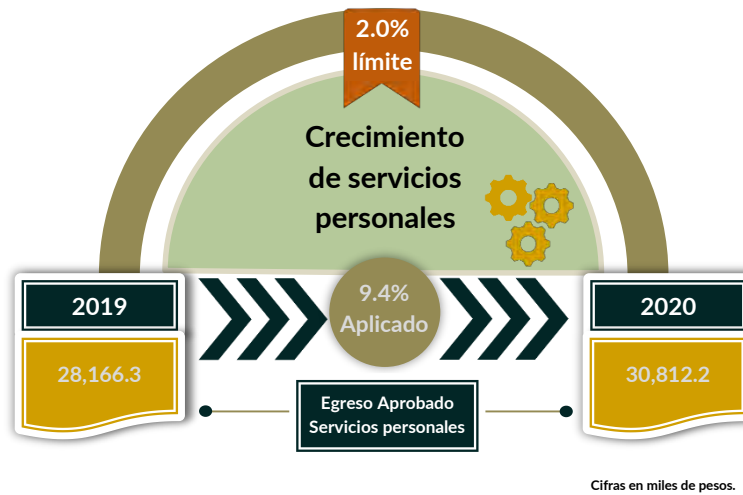 2.0%
límite
Crecimiento
de servicios
personales
2019
9.4%
Aplicado
2020
28,166.3
30,812.2
Egreso Aprobado
Servicios personales
Cifras en miles de pesos.